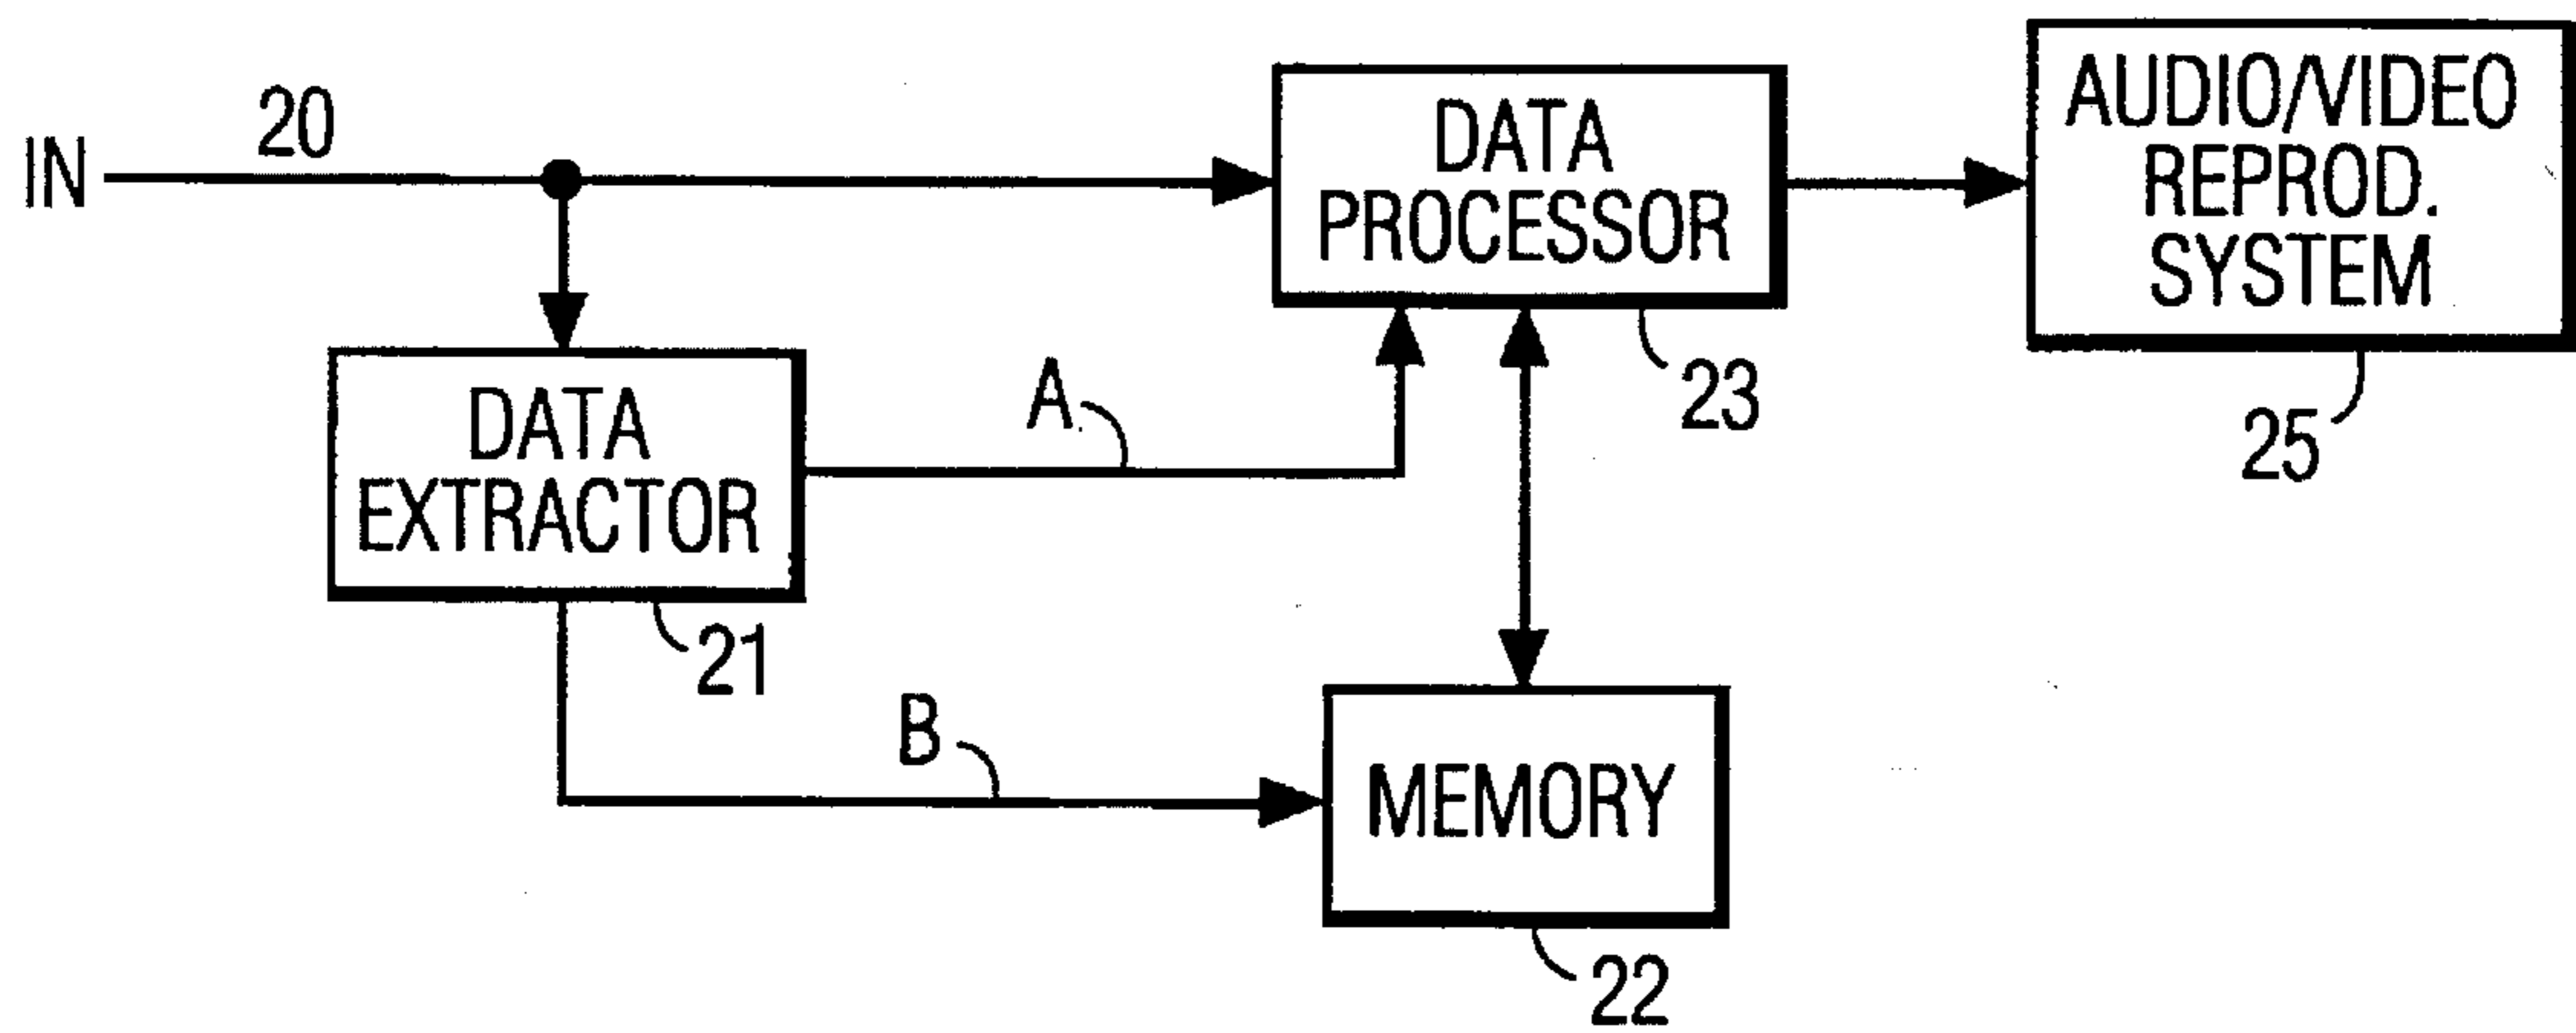 IN
20
DATA
PROCESSOR
23
AUDIO/VIDEO
REPROD.
SYSTEM
25
DATA
EXTRACTOR
21
A
B
MEMORY
22